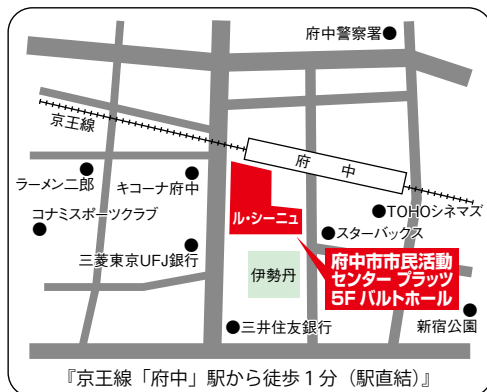 府中警察署
京王線
府中
ラーメン二郎
キコーナ府中
コナミスポーツクラブ
ル・シーニュ
TOHOシネマズ
スターバックス
三菱東京UFJ銀行
伊勢丹
府中市市民活動
センター プラッツ
5F バルトホール
三井住友銀行
新宿公園
『京王線「府中」駅から徒歩1分（駅直結）』